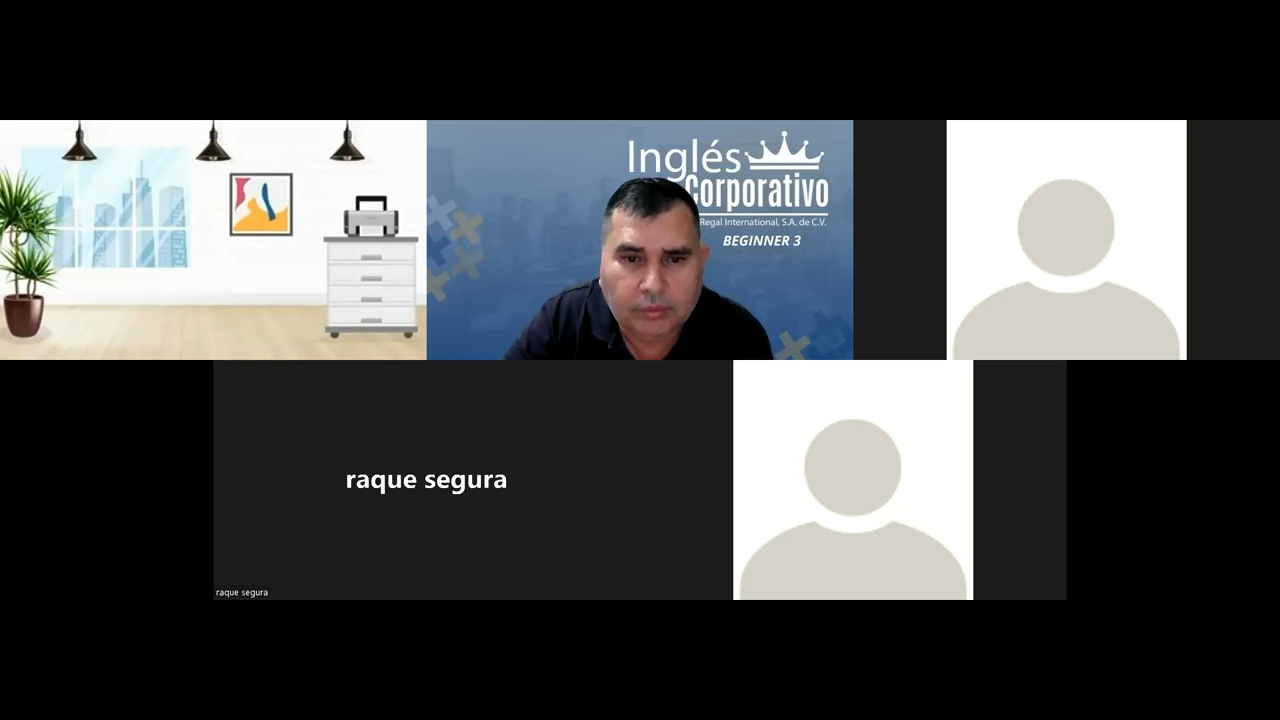 Inglés
Corporativo
Regal International, S.A. de C.V.
BEGINNER 3
raque segura
raque segura